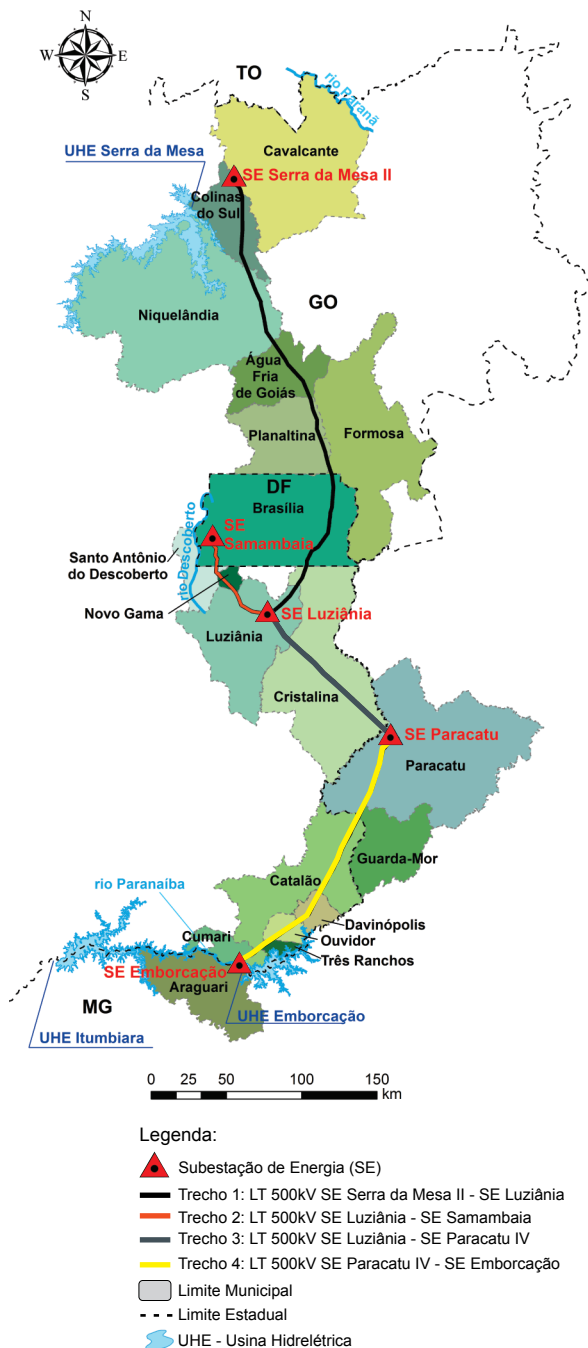 N
W
E
S
TO
rio Paranã
Cavalcante
UHE Serra da Mesa
SE Serra da Mesa II
Colinas
do Sul
GO
Niquelândia
Água
Fria
de Goiás
Planaltina
Formosa
DF
Brasília
SE
Samambaia
rio Descoberto
Santo Antônio
do Descoberto
Novo Gama
SE Luziânia
Luziânia
Cristalina
SE Paracatu
Paracatu
Guarda-Mor
Catalão
rio Paranaíba
Davinópolis
Cumari
Ouvidor
Três Ranchos
SE Emborcação
Araguari
MG
UHE Emborcação
UHE Itumbiara
0 25 50 100 150
km
Legenda:
Subestação de Energia (SE)
Trecho 1: LT 500kV SE Serra da Mesa II - SE Luziânia
Trecho 2: LT 500kV SE Luziânia - SE Samambaia
Trecho 3: LT 500kV SE Luziânia - SE Paracatu IV
Trecho 4: LT 500kV SE Paracatu IV - SE Emborcação
Limite Municipal
Limite Estadual
UHE - Usina Hidrelétrica